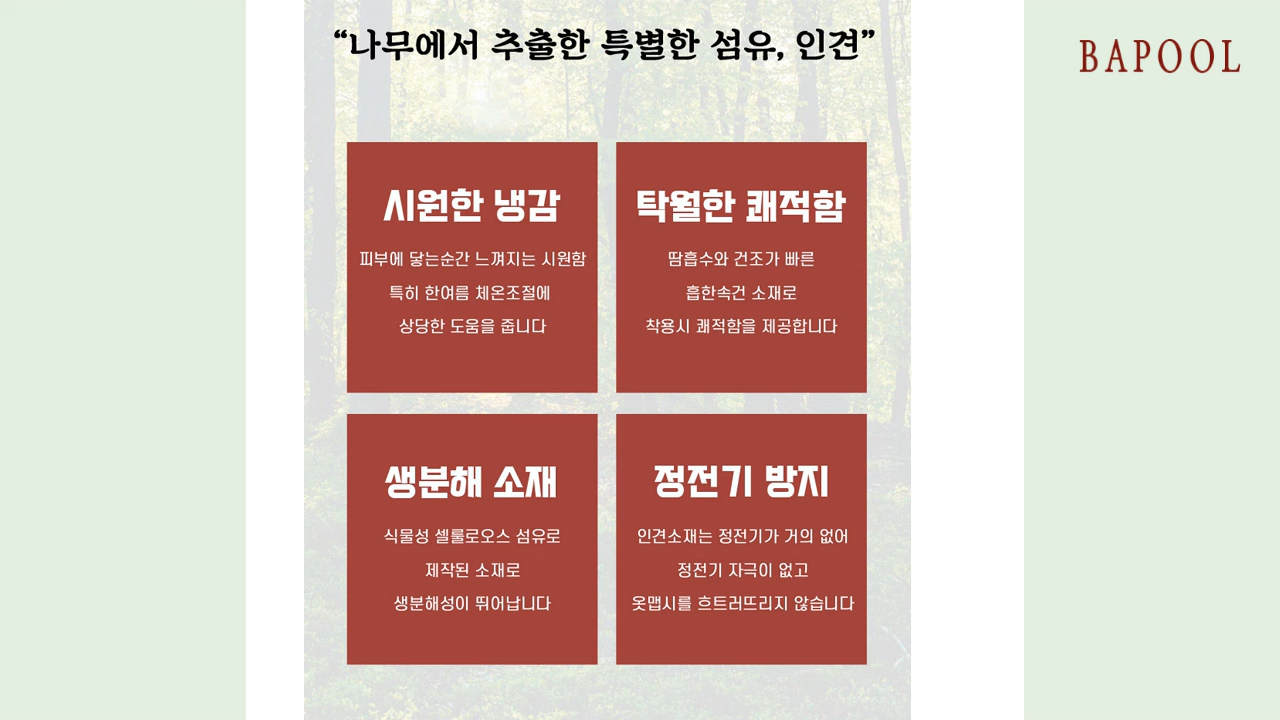 “나무에서 추출한 특별한 섬유, 인견”
BAPOOL
시원한 냉감
피부에 닿는순간 느껴지는 시원함
특히 한여름 체온조절에
상당한 도움을 줍니다
탁월한 쾌적함
땀흡수와 건조가 빠른
흡한속건 소재로
착용시 쾌적함을 제공합니다
생분해 소재
식물성 셀룰로오스 섬유로
제작된 소재로
생분해성이 뛰어납니다
정전기 방지
인견소재는 정전기가 거의 없어
정전기 자극이 없고
옷맵시를 흐트러뜨리지 않습니다